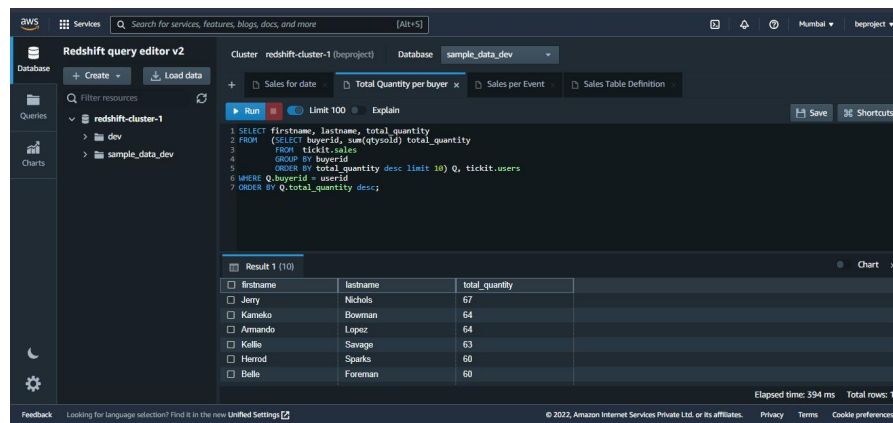 aws Services Search for services, features, blogs, docs, and more [Alt+S] Mumbai beproject
Redshift query editor v2
Cluster redshift-cluster-1 (beproject) Database sample_data_dev
Database
+ Create Load data
+ Sales for date × Total Quantity per buyer × Sales per Event × Sales Table Definition ×
Filter resources
Queries
redshift-cluster-1
Run Limit 100 Explain Save Shortcuts
dev
sample_data_dev
Charts
1 SELECT firstname, lastname, total_quantity
2 FROM (SELECT buyerid, sum(qtysold) total_quantity
3 FROM tickit.sales
4 GROUP BY buyerid
5 ORDER BY total_quantity desc limit 10) Q, tickit.users
6 WHERE Q.buyerid = userid
7 ORDER BY Q.total_quantity desc;
Result 1 (10) Chart
firstname lastname total_quantity
Jerry Nichols 67
Kameko Bowman 64
Armando Lopez 64
Kellie Savage 63
Herrod Sparks 60
Belle Foreman 60
Elapsed time: 394 ms Total rows:
Feedback Looking for language selection? Find it in the new Unified Settings © 2022, Amazon Internet Services Private Ltd. or its affiliates. Privacy Terms Cookie preferences